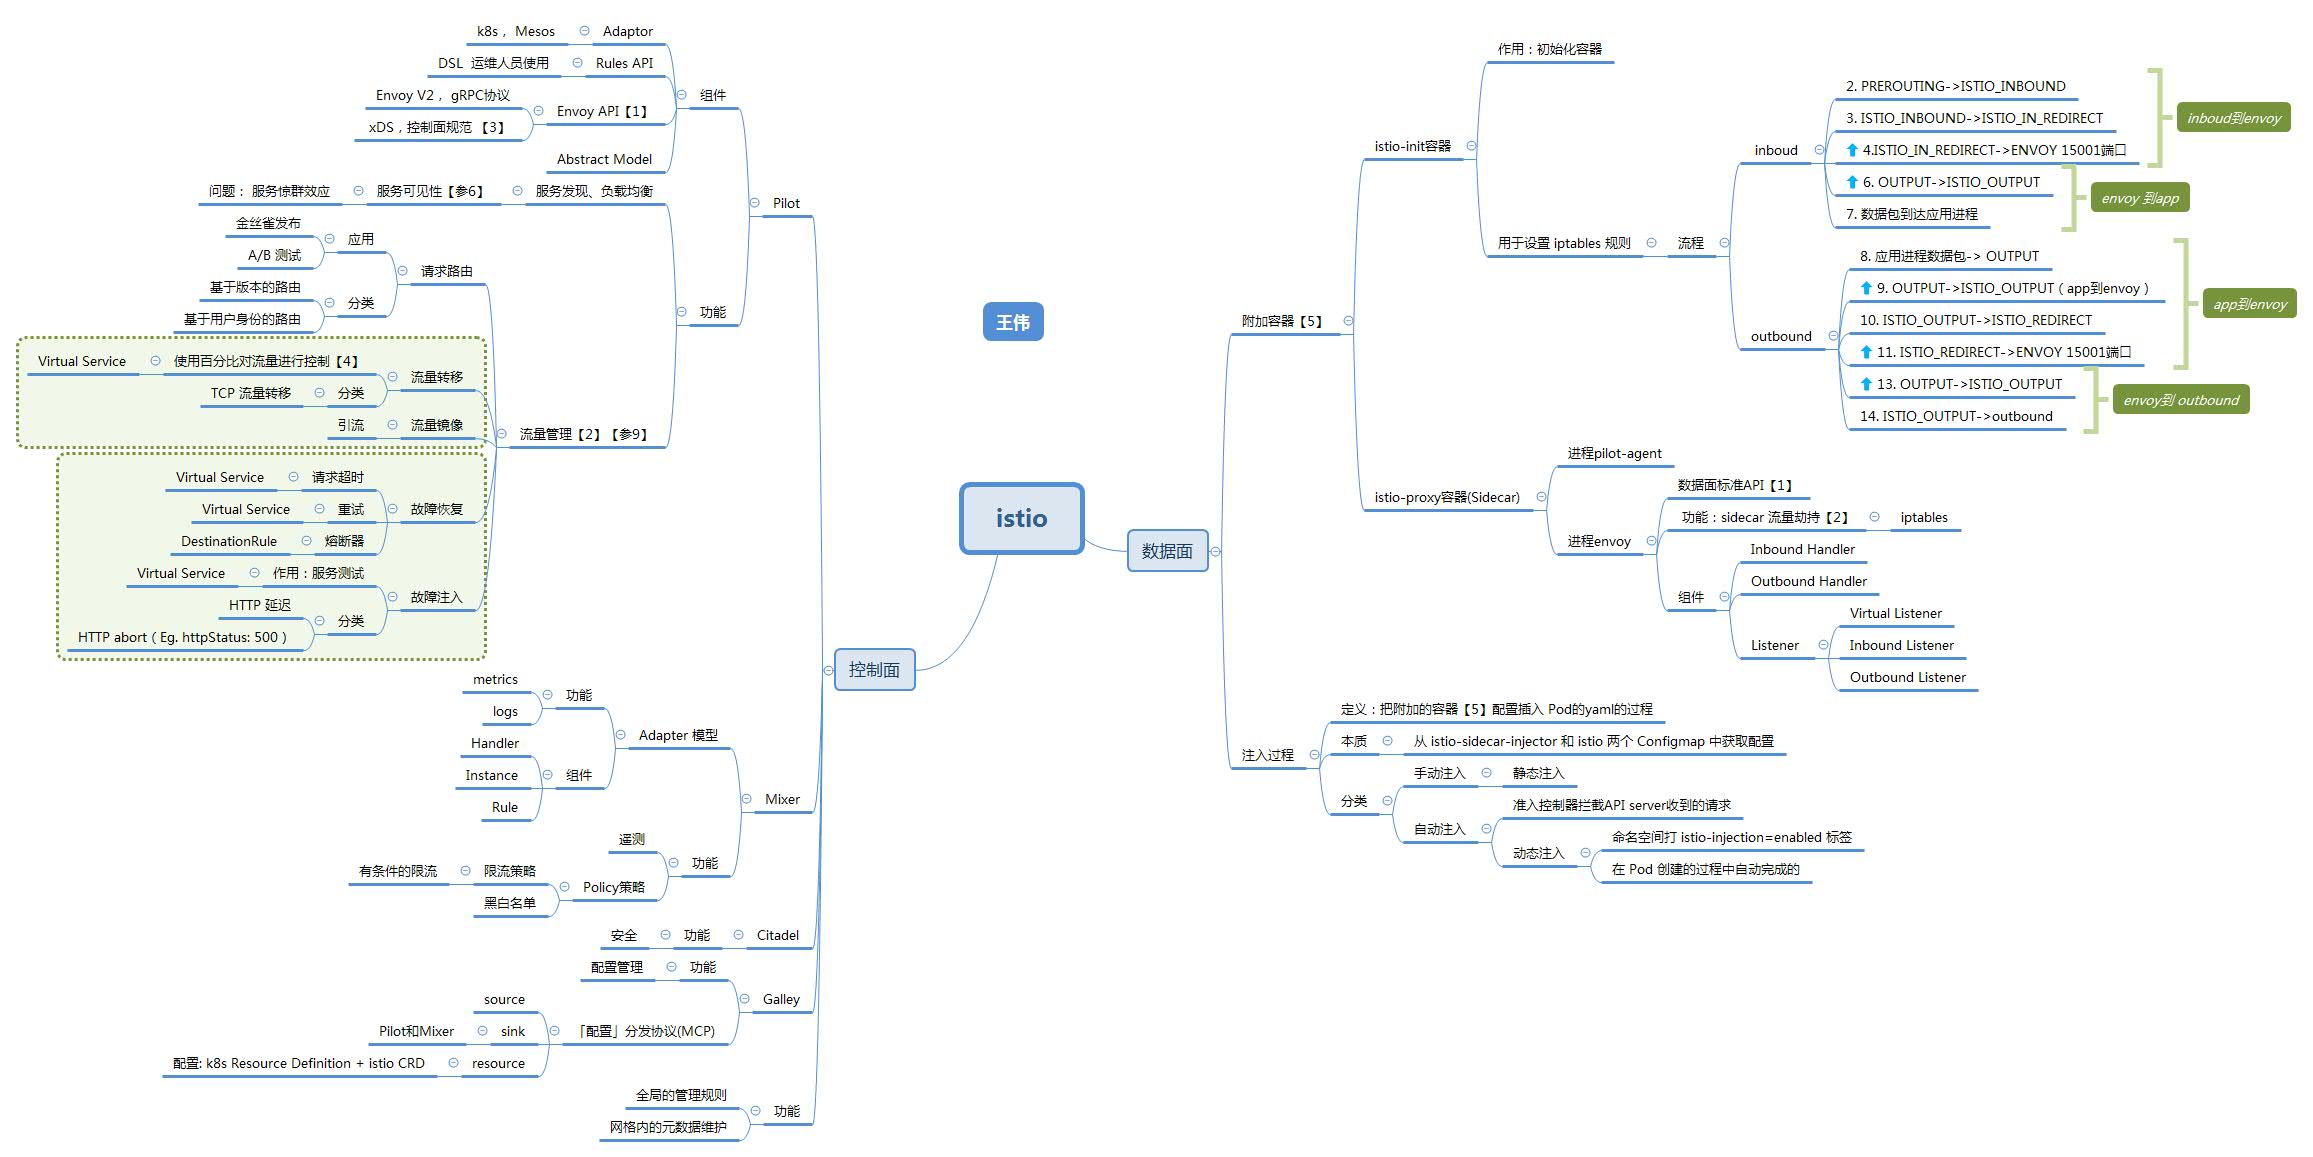 istio
王伟
控制面
Pilot
组件
Adaptor
k8s， Mesos
Rules API
DSL 运维人员使用
Envoy API【1】
Envoy V2， gRPC协议
xDS，控制面规范 【3】
Abstract Model
功能
服务发现、负载均衡
服务可见性【参6】
问题： 服务惊群效应
流量管理【2】【参9】
请求路由
应用
金丝雀发布
A/B 测试
分类
基于版本的路由
基于用户身份的路由
流量转移
使用百分比对流量进行控制【4】
Virtual Service
分类
TCP 流量转移
流量镜像
引流
故障恢复
请求超时
Virtual Service
重试
Virtual Service
熔断器
DestinationRule
故障注入
作用：服务测试
Virtual Service
分类
HTTP 延迟
HTTP abort（Eg. httpStatus: 500）
Mixer
Adapter 模型
功能
metrics
logs
组件
Handler
Instance
Rule
功能
遥测
Policy策略
限流策略
有条件的限流
黑白名单
Citadel
功能
安全
Galley
功能
配置管理
「配置」分发协议(MCP)
source
sink
Pilot和Mixer
resource
配置: k8s Resource Definition + istio CRD
功能
全局的管理规则
网格内的元数据维护
数据面
附加容器【5】
istio-init容器
作用：初始化容器
用于设置 iptables 规则
流程
inboud
2. PREROUTING->ISTIO_INBOUND
3. ISTIO_INBOUND->ISTIO_IN_REDIRECT
4.ISTIO_IN_REDIRECT->ENVOY 15001端口
inboud到envoy
6. OUTPUT->ISTIO_OUTPUT
7. 数据包到达应用进程
envoy 到app
outbound
8. 应用进程数据包-> OUTPUT
9. OUTPUT->ISTIO_OUTPUT（app到envoy）
10. ISTIO_OUTPUT->ISTIO_REDIRECT
11. ISTIO_REDIRECT->ENVOY 15001端口
app到envoy
13. OUTPUT->ISTIO_OUTPUT
14. ISTIO_OUTPUT->outbound
envoy到 outbound
istio-proxy容器(Sidecar)
进程pilot-agent
进程envoy
数据面标准API【1】
功能：sidecar 流量劫持【2】
iptables
组件
Inbound Handler
Outbound Handler
Listener
Virtual Listener
Inbound Listener
Outbound Listener
注入过程
定义：把附加的容器【5】配置插入 Pod的yaml的过程
本质
从 istio-sidecar-injector 和 istio 两个 Configmap 中获取配置
分类
手动注入
静态注入
自动注入
准入控制器拦截API server收到的请求
动态注入
命名空间打 istio-injection=enabled 标签
在 Pod 创建的过程中自动完成的